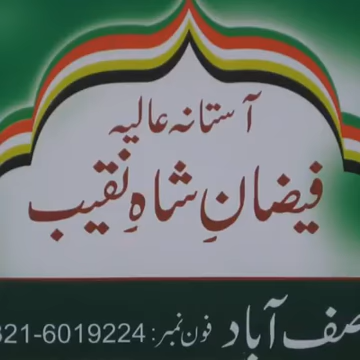 آستانہ عالیہ
فیضانِ شاہِ نقیب
صف آباد فون نمبر: 321-6019224